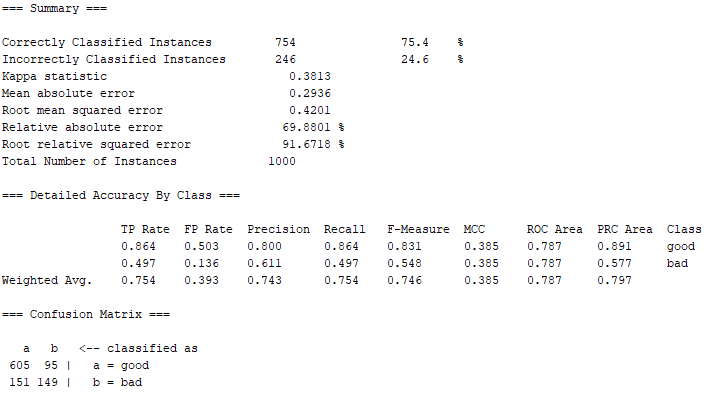 === Summary ===
Correctly Classified Instances 754 75.4 %
Incorrectly Classified Instances 246 24.6 %
Kappa statistic 0.3813
Mean absolute error 0.2936
Root mean squared error 0.4201
Relative absolute error 69.8801 %
Root relative squared error 91.6718 %
Total Number of Instances 1000
=== Detailed Accuracy By Class ===
TP Rate FP Rate Precision Recall F-Measure MCC ROC Area PRC Area Class
0.864 0.503 0.800 0.864 0.831 0.385 0.787 0.891 good
0.497 0.136 0.611 0.497 0.548 0.385 0.787 0.577 bad
Weighted Avg. 0.754 0.393 0.743 0.754 0.746 0.385 0.787 0.797
=== Confusion Matrix ===
a b <-- classified as
605 95 | a = good
151 149 | b = bad